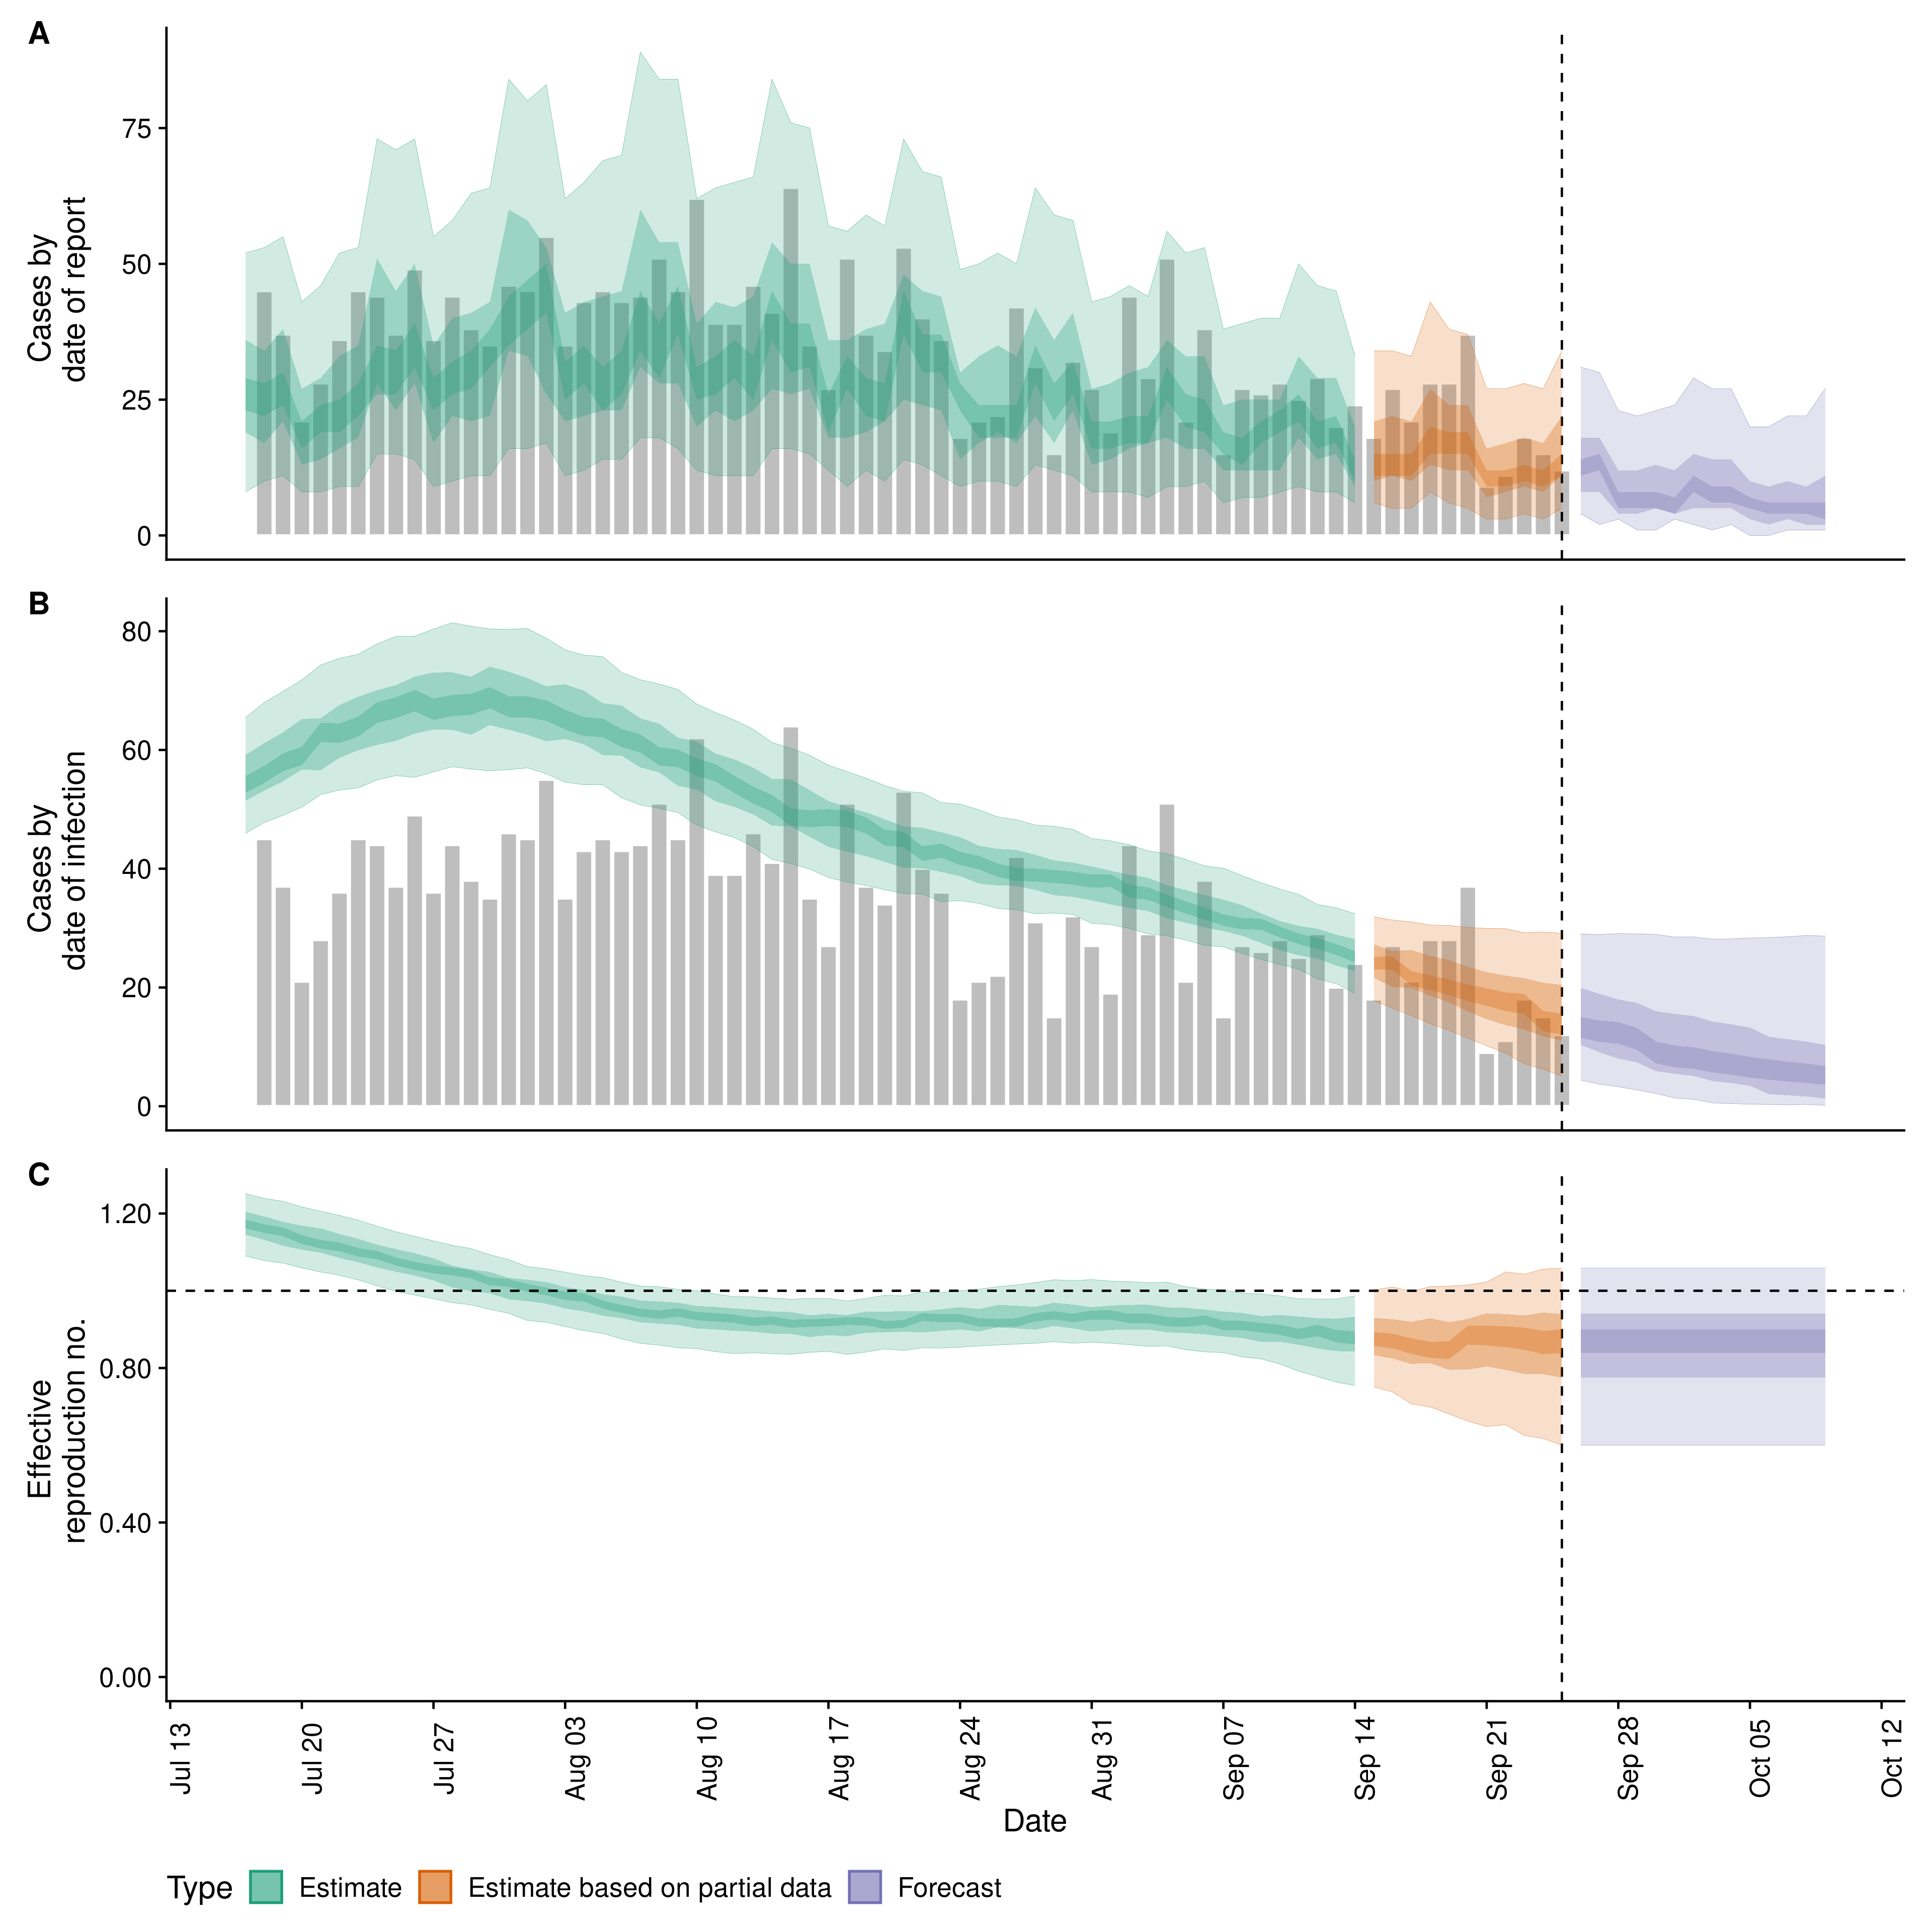 A
Cases by
date of report
75
50
25
0
B
Cases by
date of infection
80
60
40
20
0
C
Effective
reproduction no.
1.20
0.80
0.40
0.00
Jul 13
Jul 20
Jul 27
Aug 03
Aug 10
Aug 17
Aug 24
Aug 31
Sep 07
Sep 14
Sep 21
Sep 28
Oct 05
Oct 12
Date
Type Estimate Estimate based on partial data Forecast